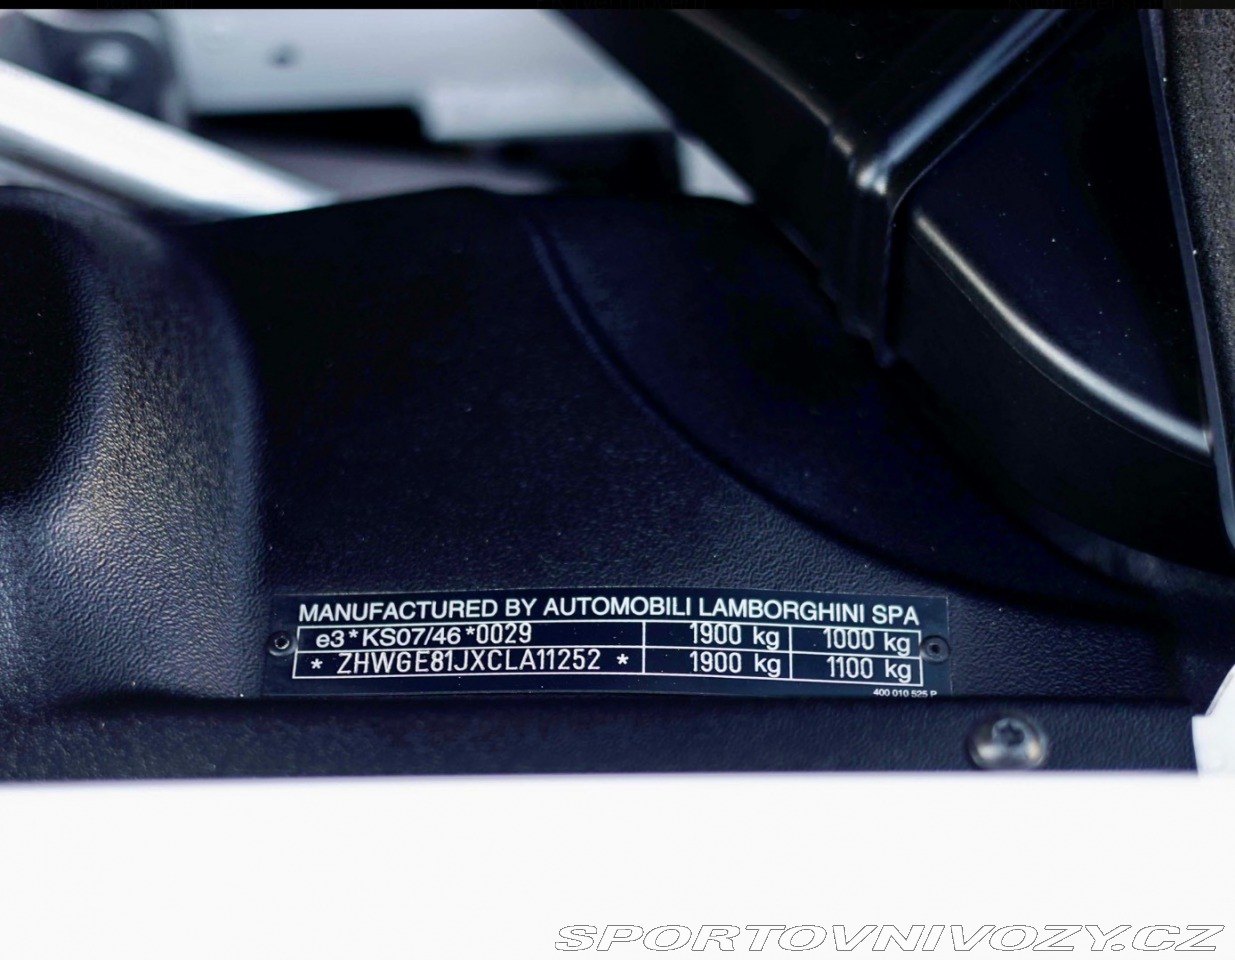 MANUFACTURED BY AUTOMOBILI LAMBORGHINI SPA
e3*KS07/46*0029 1900 kg 1000 kg
* ZHWGE81JXCLA11252 * 1900 kg 1100 kg
400 010 525 P
SPORTOVNIVOZY.CZ